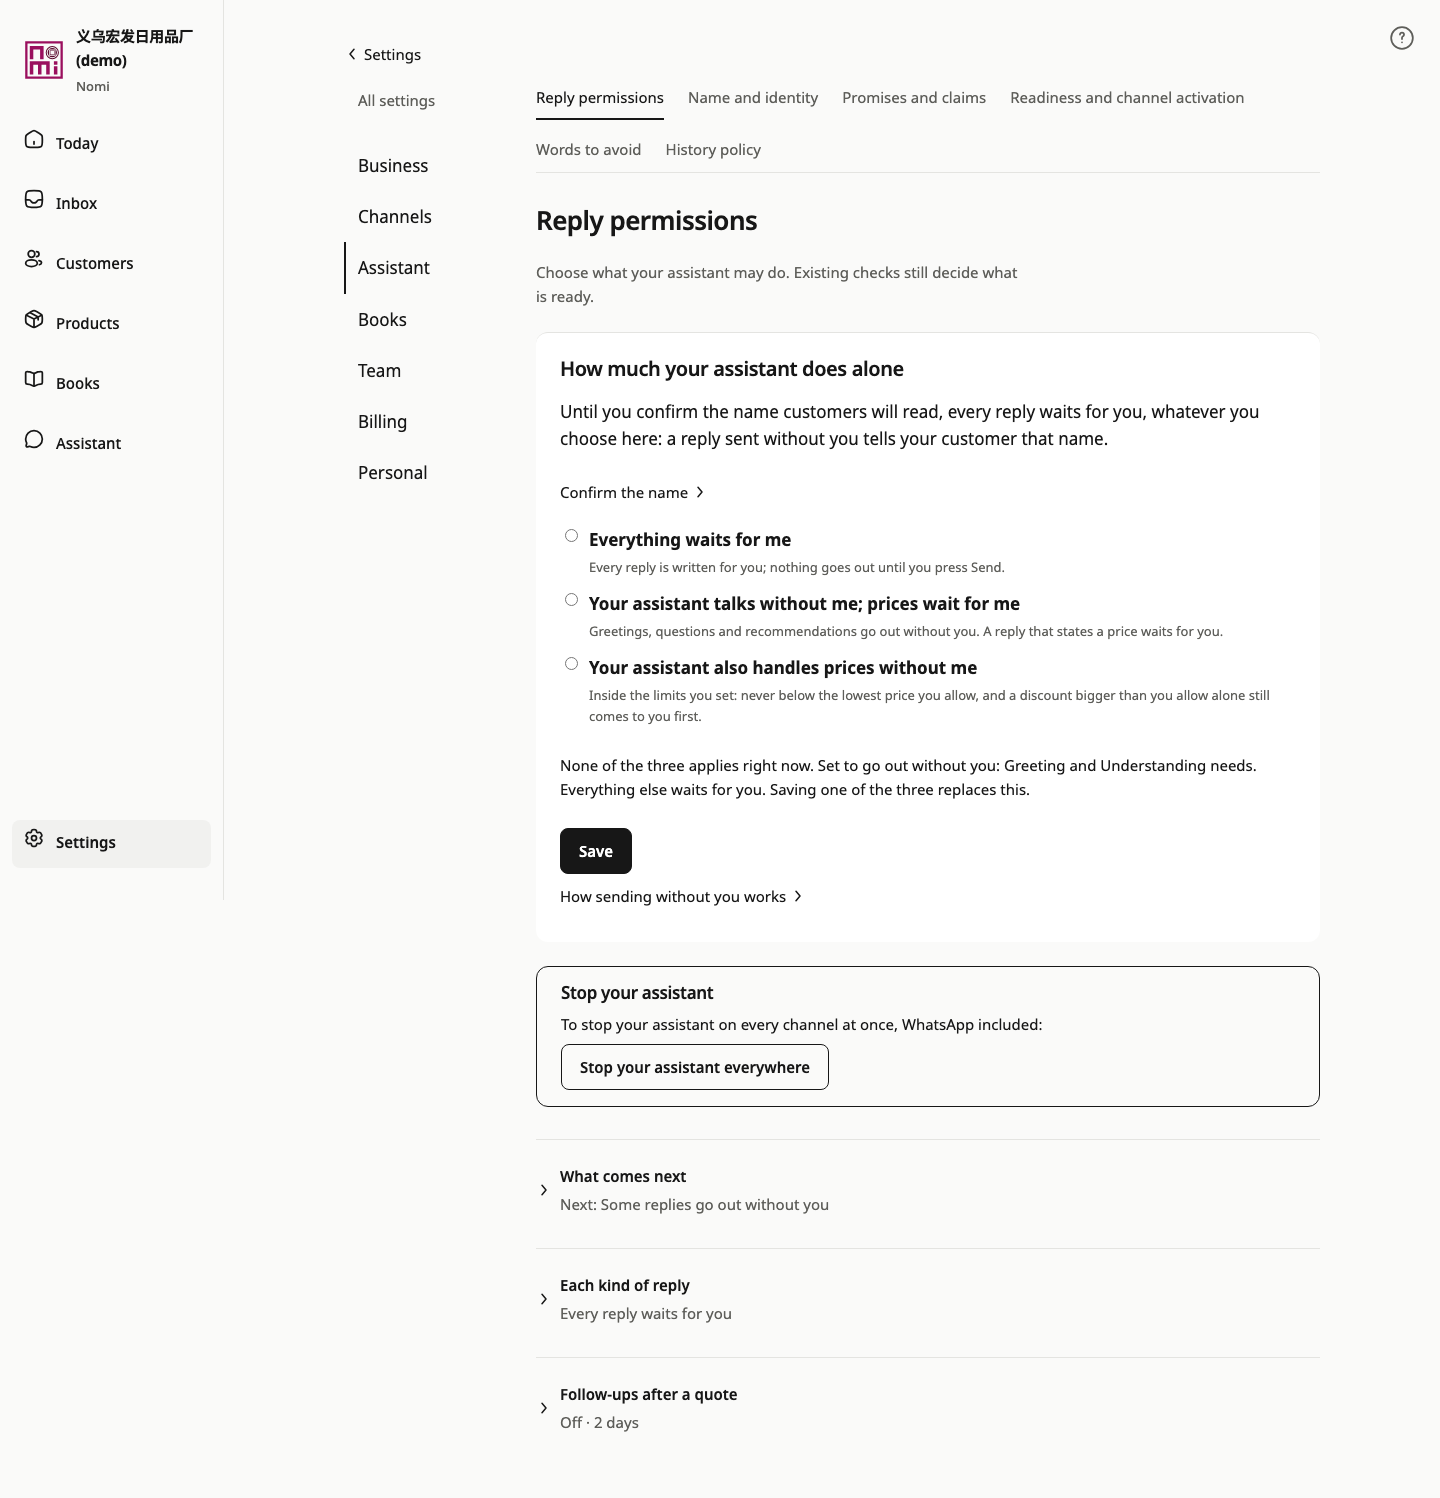 义乌宏发日用品厂
(demo)
Nomi
Today
Inbox
Customers
Products
Books
Assistant
Settings
Settings
All settings
Business
Channels
Assistant
Books
Team
Billing
Personal
Reply permissions
Name and identity
Promises and claims
Readiness and channel activation
Words to avoid
History policy
Reply permissions
Choose what your assistant may do. Existing checks still decide what
is ready.
How much your assistant does alone
Until you confirm the name customers will read, every reply waits for you, whatever you
choose here: a reply sent without you tells your customer that name.
Confirm the name
Everything waits for me
Every reply is written for you; nothing goes out until you press Send.
Your assistant talks without me; prices wait for me
Greetings, questions and recommendations go out without you. A reply that states a price waits for you.
Your assistant also handles prices without me
Inside the limits you set: never below the lowest price you allow, and a discount bigger than you allow alone still
comes to you first.
None of the three applies right now. Set to go out without you: Greeting and Understanding needs.
Everything else waits for you. Saving one of the three replaces this.
Save
How sending without you works
Stop your assistant
To stop your assistant on every channel at once, WhatsApp included:
Stop your assistant everywhere
What comes next
Next: Some replies go out without you
Each kind of reply
Every reply waits for you
Follow-ups after a quote
Off · 2 days